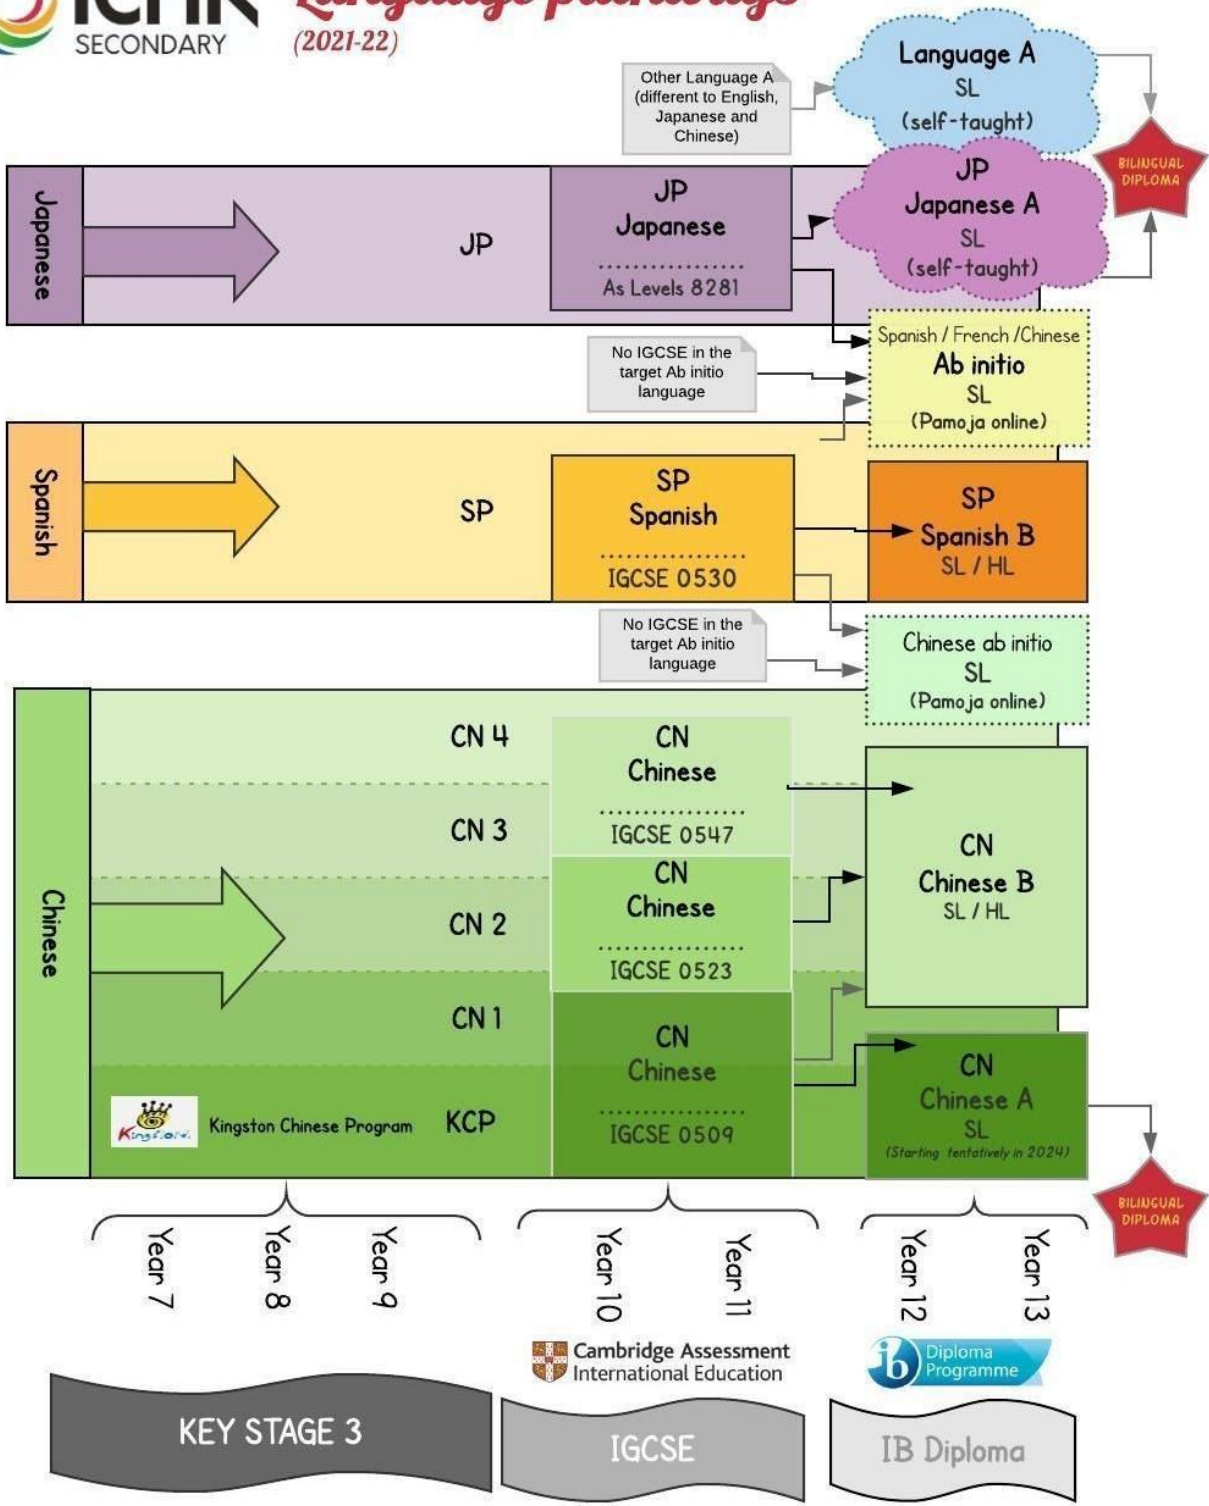 ICHK
SECONDARY
Language pathways
(2021-22)
Other Language A
(different to English,
Japanese and
Chinese)
Language A
SL
(self-taught)
BILINGUAL
DIPLOMA
Japanese
JP
JP
Japanese
................
As Levels 8281
JP
Japanese A
SL
(self-taught)
No IGCSE in the
target Ab initio
language
Spanish / French /Chinese
Ab initio
SL
(Pamoja online)
Spanish
SP
SP
Spanish
................
IGCSE 0530
SP
Spanish B
SL / HL
No IGCSE in the
target Ab initio
language
Chinese ab initio
SL
(Pamoja online)
Chinese
CN 4
CN 3
CN 2
CN 1
Kingston Chinese Program
KCP
CN
Chinese
................
IGCSE 0547
CN
Chinese
................
IGCSE 0523
CN
Chinese
................
IGCSE 0509
CN
Chinese B
SL / HL
CN
Chinese A
SL
(Starting tentatively in 2024)
BILINGUAL
DIPLOMA
Year 7
Year 8
Year 9
Year 10
Year 11
Year 12
Year 13
Cambridge Assessment
International Education
ib
Diploma
Programme
KEY STAGE 3
IGCSE
IB Diploma